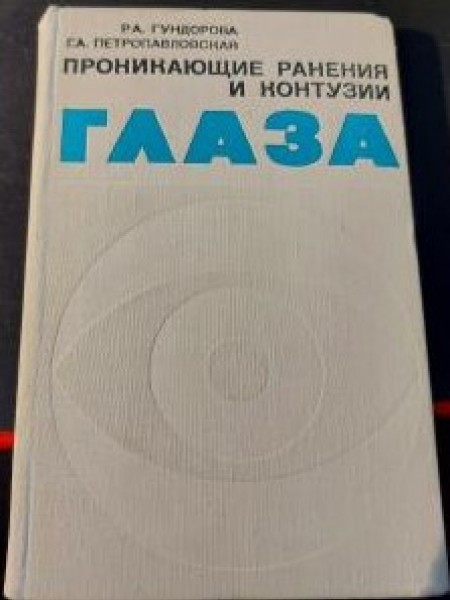 Р.А. ГУНДОРОВА
Г.А. ПЕТРОПАВЛОВСКАЯ
ПРОНИКАЮЩИЕ РАНЕНИЯ
И КОНТУЗИИ
ГЛАЗА